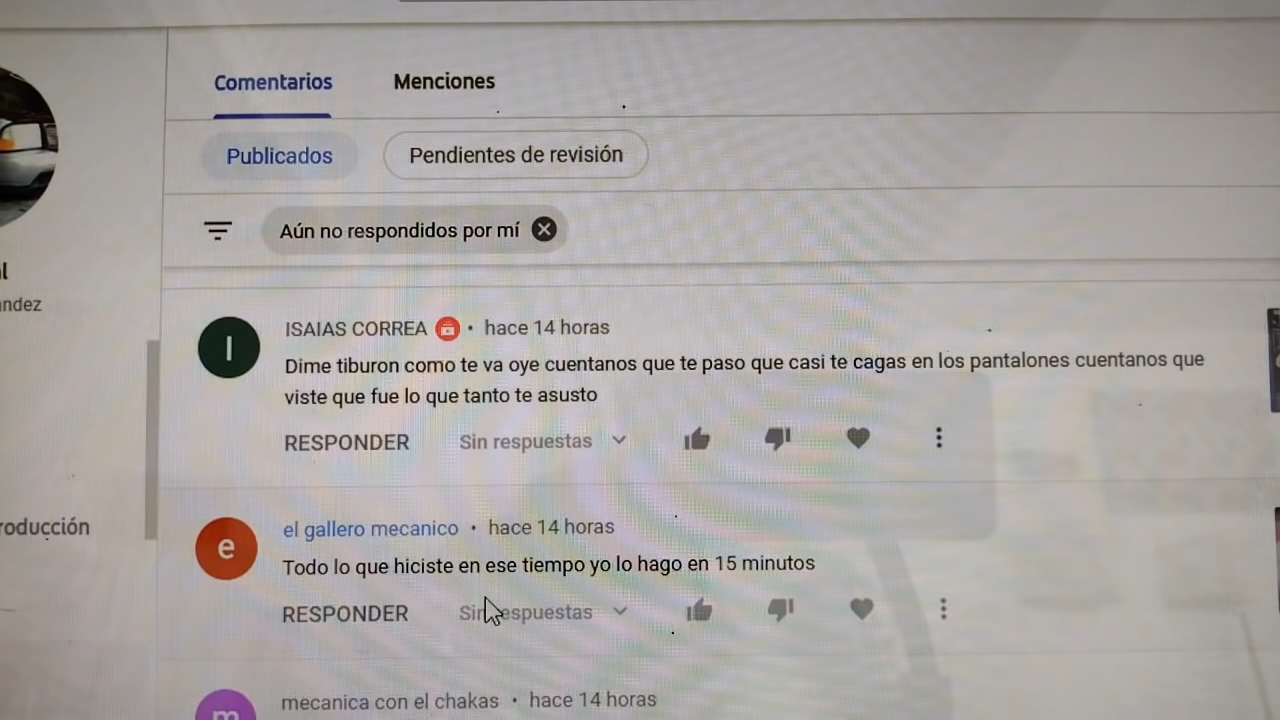 Comentarios
Menciones
Publicados
Pendientes de revisión
Aún no respondidos por mí
I
ISAIAS CORREA • hace 14 horas
Dime tiburon como te va oye cuentanos que te paso que casi te cagas en los pantalones cuentanos que
viste que fue lo que tanto te asusto
RESPONDER
Sin respuestas
ndez
roducción
e
el gallero mecanico • hace 14 horas
Todo lo que hiciste en ese tiempo yo lo hago en 15 minutos
RESPONDER
Sin respuestas
m
mecanica con el chakas • hace 14 horas